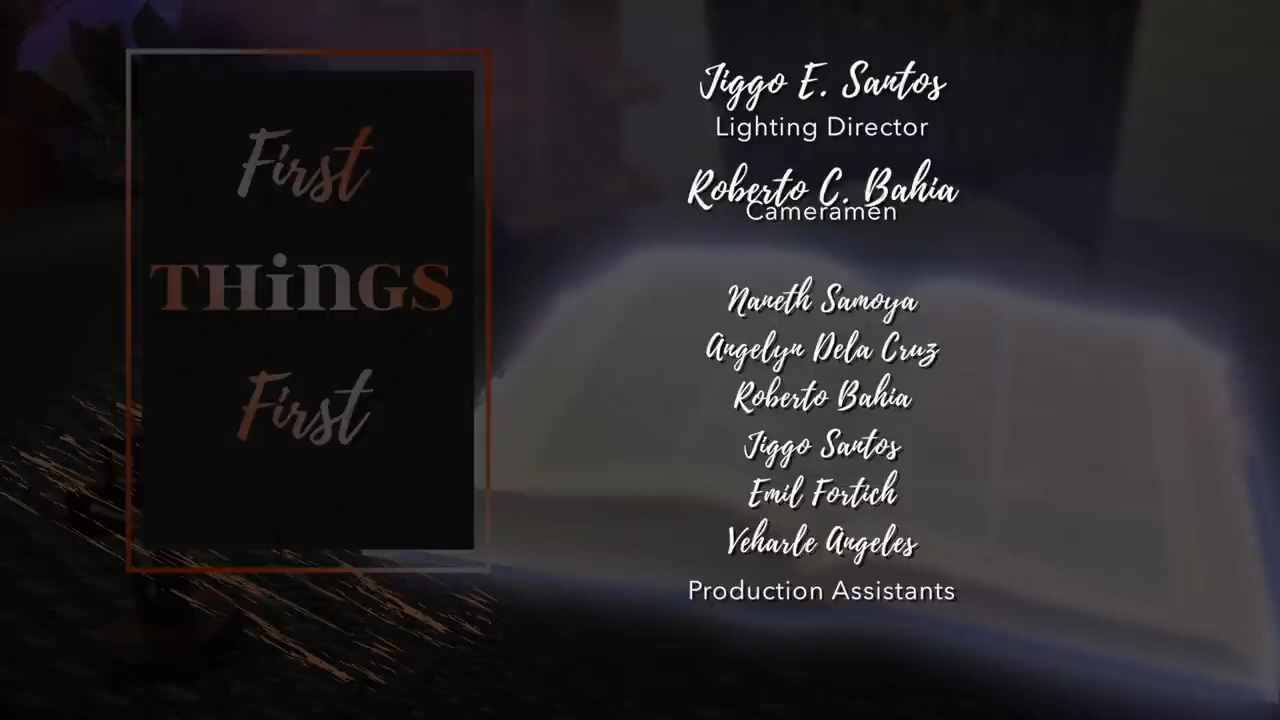 First
THiNGS
First
Jiggo E. Santos
Lighting Director
Roberto C. Bahia
Cameramen
Naneth Samoya
Angelyn Dela Cruz
Roberto Bahia
Jiggo Santos
Emil Fortich
Veharle Angeles
Production Assistants